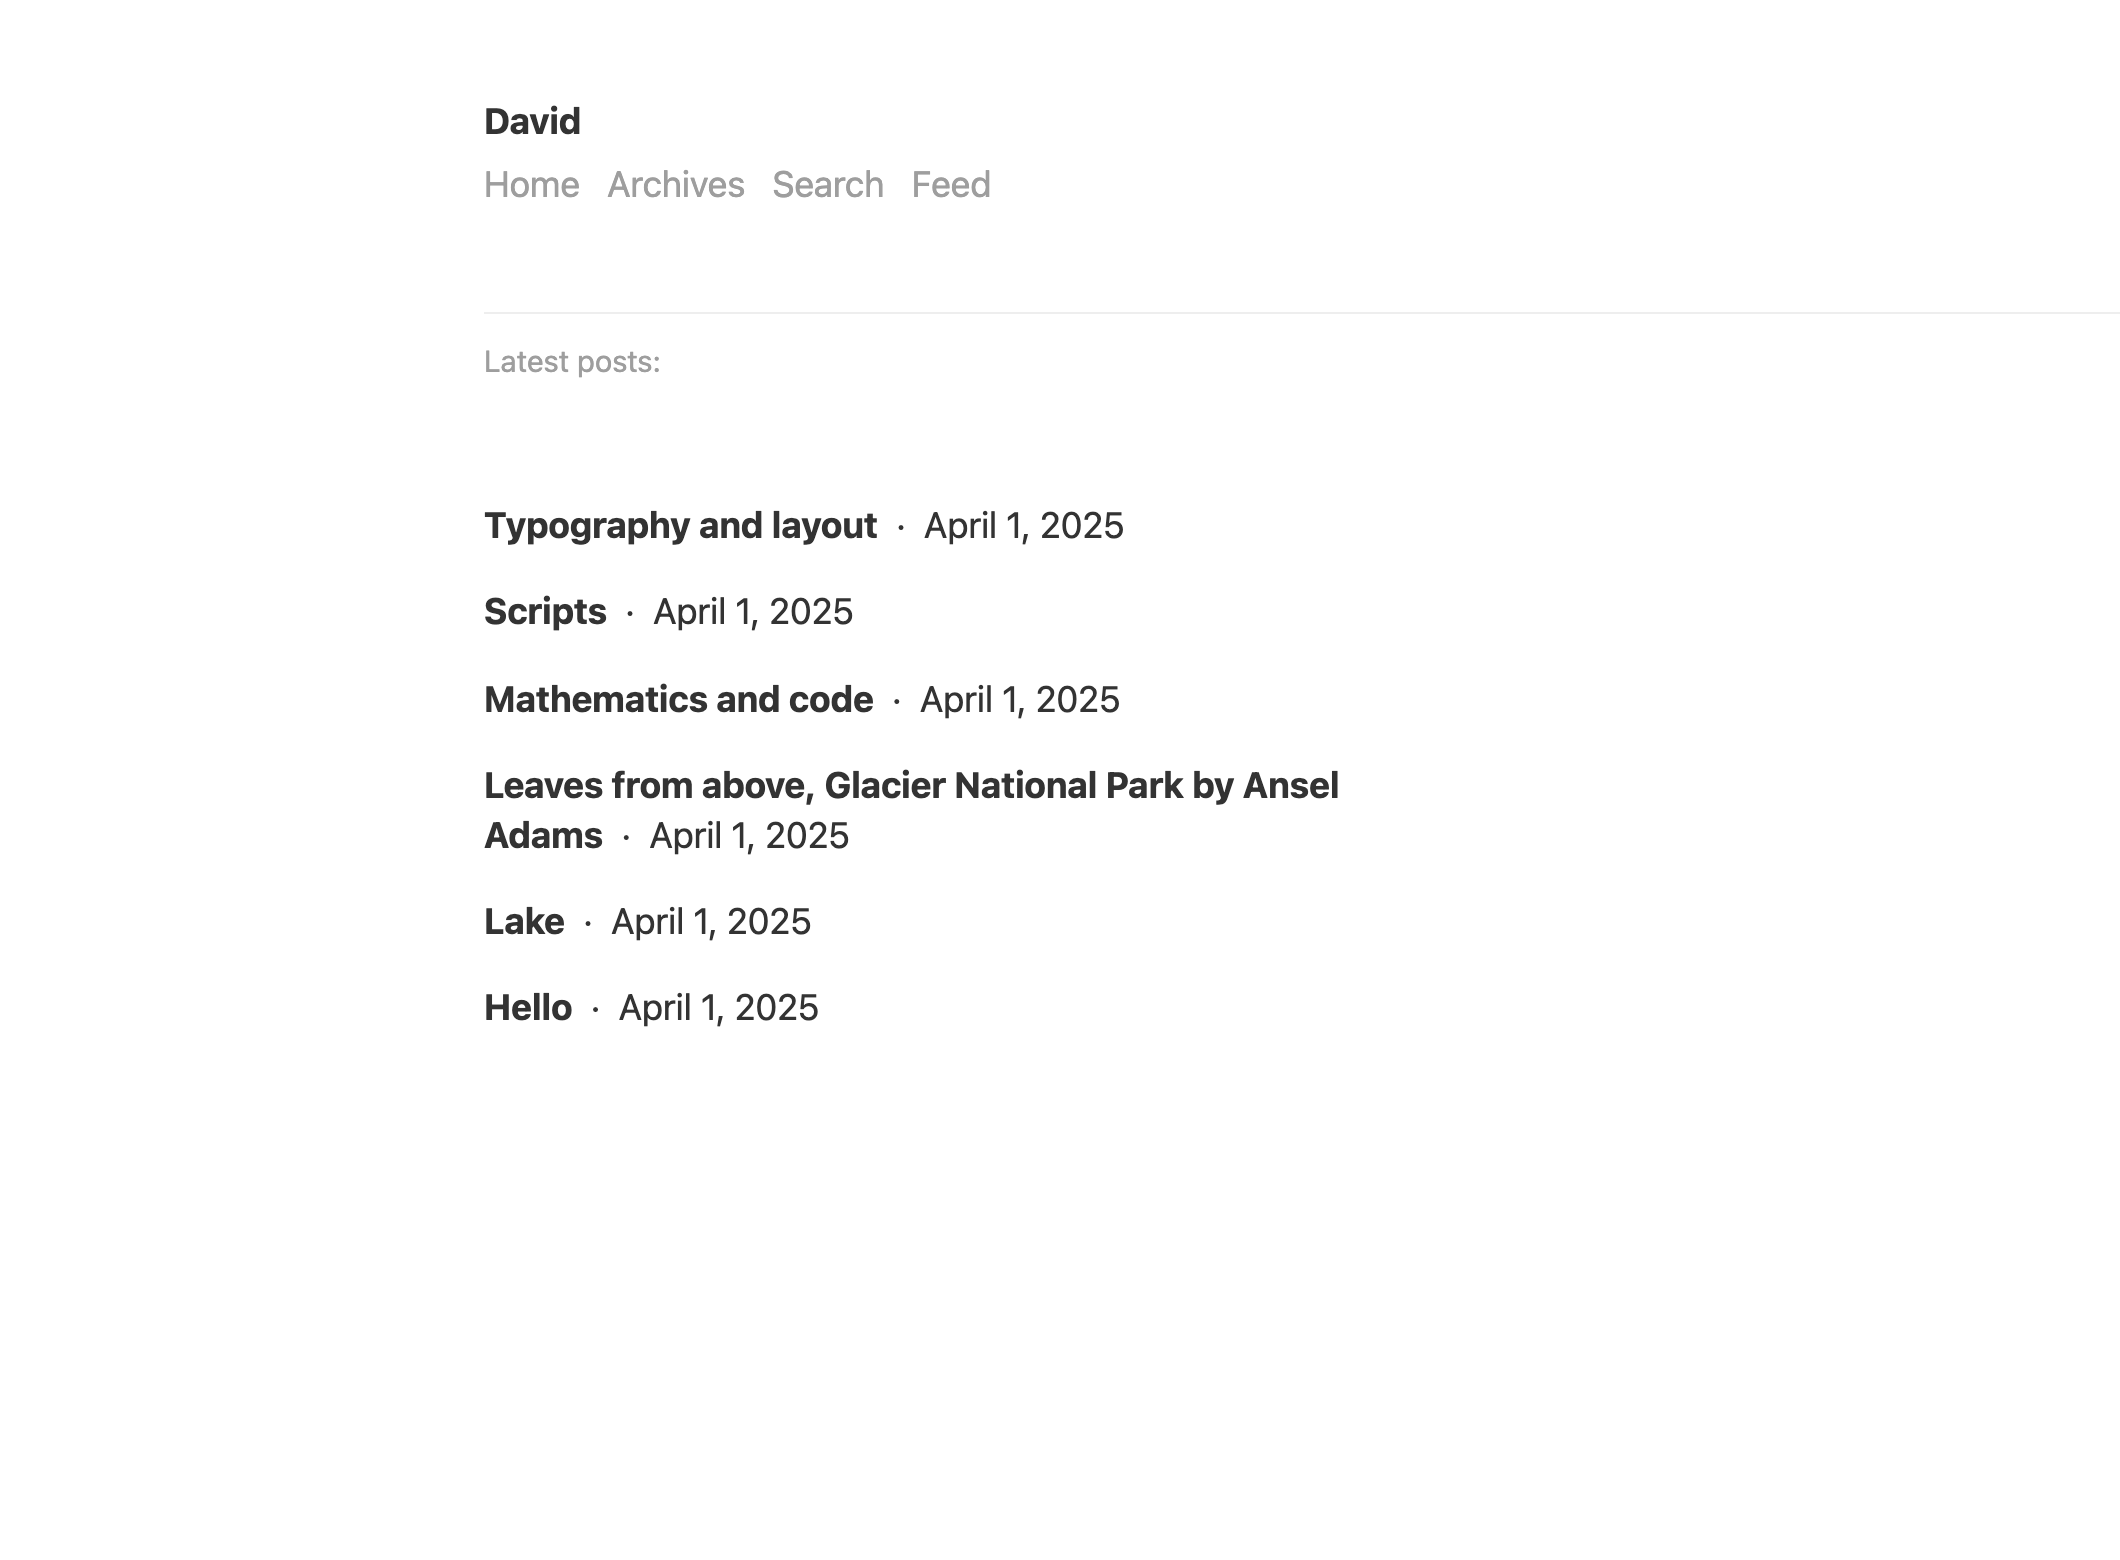 David
Home Archives Search Feed
Latest posts:
Typography and layout · April 1, 2025
Scripts · April 1, 2025
Mathematics and code · April 1, 2025
Leaves from above, Glacier National Park by Ansel
Adams · April 1, 2025
Lake · April 1, 2025
Hello · April 1, 2025